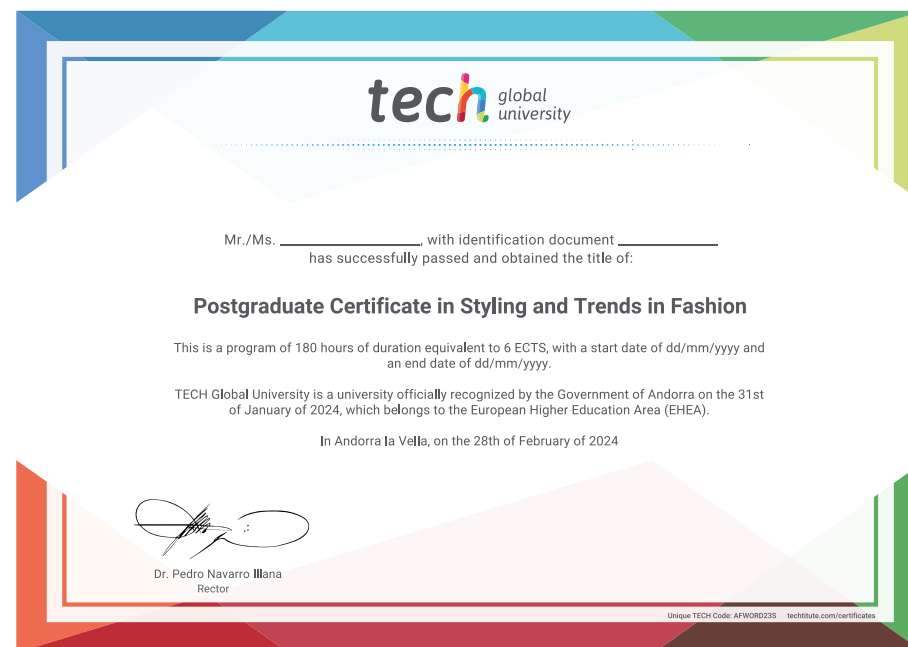 tech global
university
Mr./Ms. ____________, with identification document ____________
has successfully passed and obtained the title of:
Postgraduate Certificate in Styling and Trends in Fashion
This is a program of 180 hours of duration equivalent to 6 ECTS, with a start date of dd/mm/yyyy and
an end date of dd/mm/yyyy.
TECH Global University is a university officially recognized by the Government of Andorra on the 31st
of January of 2024, which belongs to the European Higher Education Area (EHEA).
In Andorra la Vella, on the 28th of February of 2024
Dr. Pedro Navarro Illana
Rector
Unique TECH Code: AFWORD23S techtitute.com/certificates